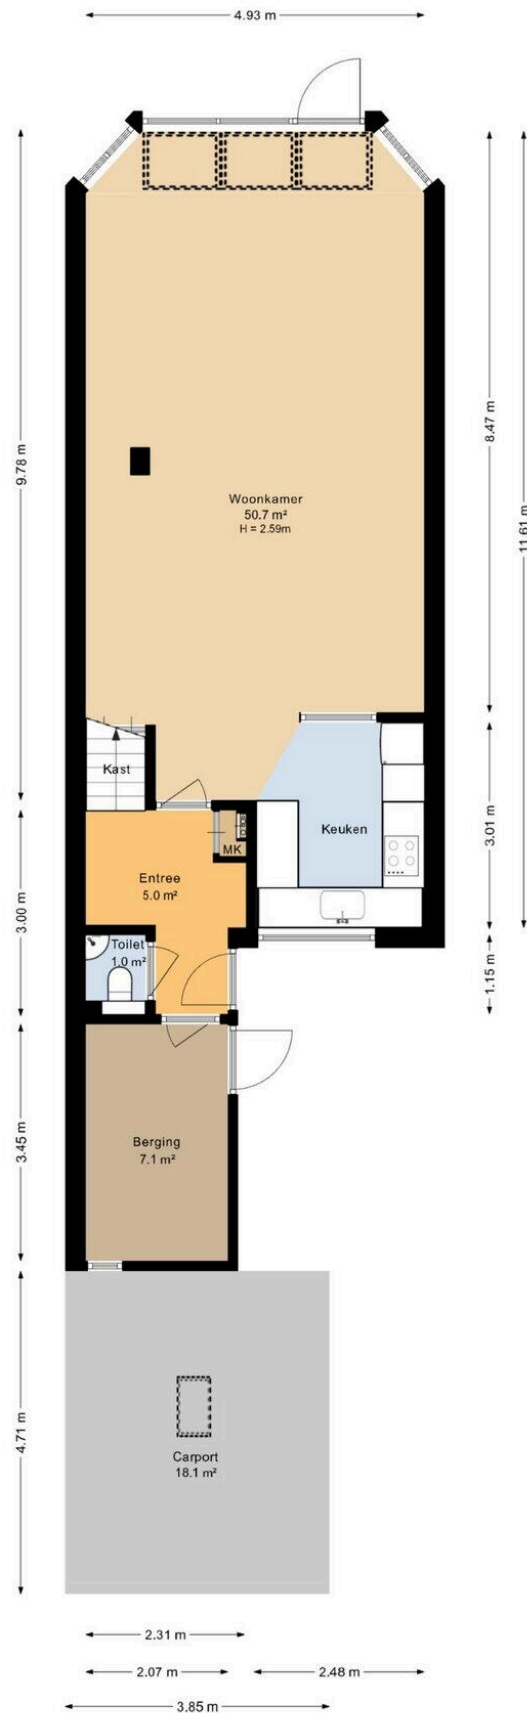 4.93 m
9.78 m
8.47 m
11.61 m
Woonkamer
50.7 m²
H = 2.59m
Kast
Keuken
3.01 m
MK
Entree
5.0 m²
3.00 m
Toilet
1.0 m²
1.15 m
3.45 m
Berging
7.1 m²
4.71 m
Carport
18.1 m²
2.31 m
2.07 m
2.48 m
3.85 m